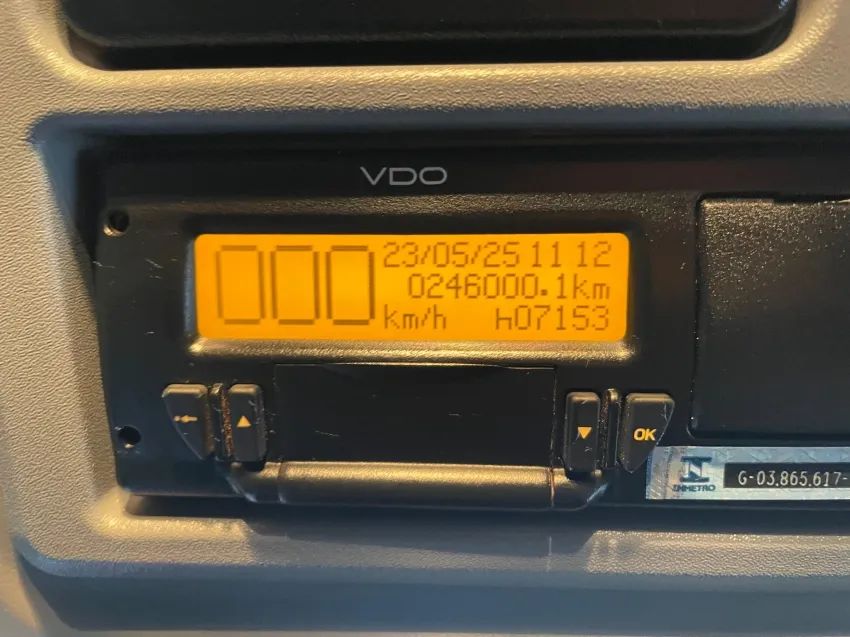 VDO
000
23/05/25 11 12
0246000.1km
km/h h07153
OK
INMETRO
G-03.865.617-